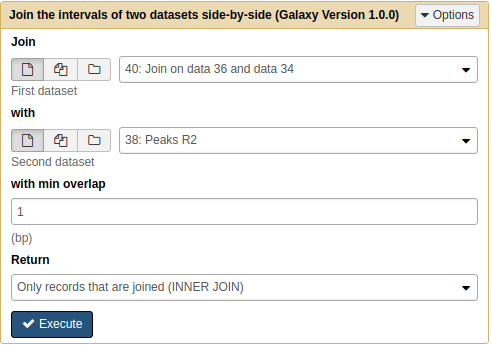 Join the intervals of two datasets side-by-side (Galaxy Version 1.0.0)
Options
Join
40: Join on data 36 and data 34
First dataset
with
38: Peaks R2
Second dataset
with min overlap
1
(bp)
Return
Only records that are joined (INNER JOIN)
Execute